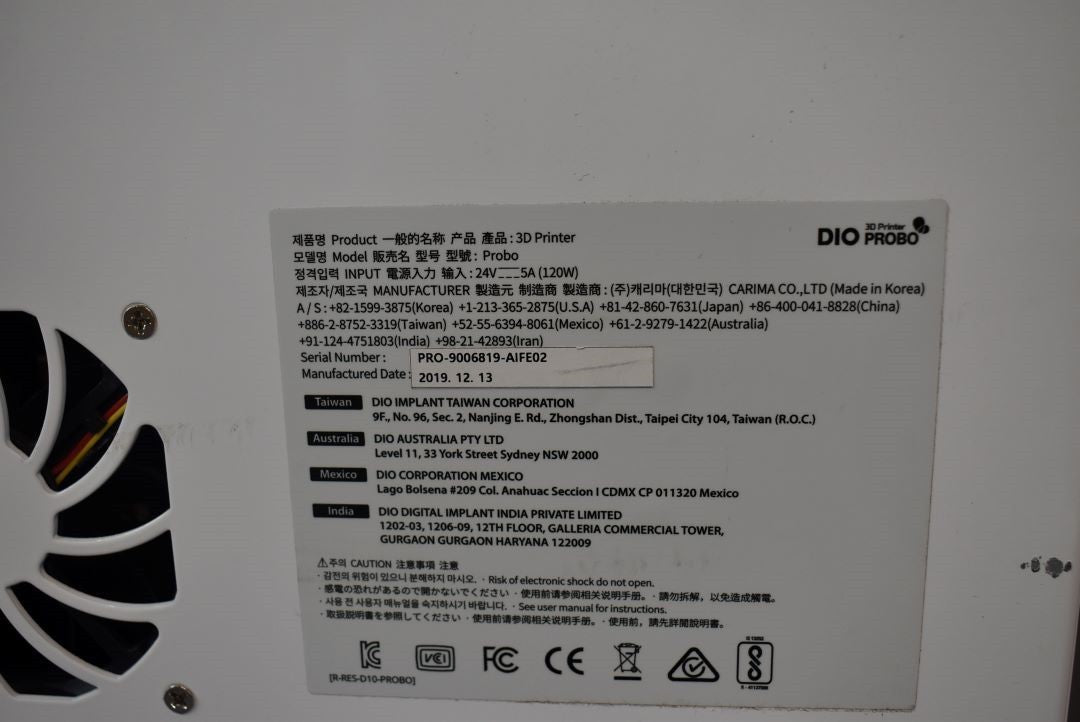 DIO 3D Printer PROBO
제품명 Product 一般的名称 产品 產品 : 3D Printer
모델명 Model 販売名 型号 型號 : Probo
정격입력 INPUT 電源入力 输入 : 24V 5A (120W)
제조자/제조국 MANUFACTURER 製造元 制造商 製造商 : (주)캐리마(대한민국) CARIMA CO.,LTD (Made in Korea)
A / S : +82-1599-3875(Korea) +1-213-365-2875(U.S.A) +81-42-860-7631(Japan) +86-400-041-8828(China)
+886-2-8752-3319(Taiwan) +52-55-6394-8061(Mexico) +61-2-9279-1422(Australia)
+91-124-4751803(India) +98-21-42893(Iran)
Serial Number : PRO-9006819-AIFE02
Manufactured Date : 2019. 12. 13
Taiwan DIO IMPLANT TAIWAN CORPORATION
9F., No. 96, Sec. 2, Nanjing E. Rd., Zhongshan Dist., Taipei City 104, Taiwan (R.O.C.)
Australia DIO AUSTRALIA PTY LTD
Level 11, 33 York Street Sydney NSW 2000
Mexico DIO CORPORATION MEXICO
Lago Bolsena #209 Col. Anahuac Seccion I CDMX CP 011320 Mexico
India DIO DIGITAL IMPLANT INDIA PRIVATE LIMITED
1202-03, 1206-09, 12TH FLOOR, GALLERIA COMMERCIAL TOWER,
GURGAON GURGAON HARYANA 122009
⚠주의 CAUTION 注意事項 注意
· 감전의 위험이 있으니 분해하지 마시오. · Risk of electronic shock do not open.
· 感電の恐れがあるので開かないでください · 使用前请参阅相关说明手册。 · 請勿拆解，以免造成觸電。
· 사용 전 사용자 매뉴얼을 숙지하시기 바랍니다. · See user manual for instructions.
· 取扱説明書を参照してください · 使用前请参阅相关说明手册。 · 使用前，請先詳閱說明書。
VCI FC CE
[R-RES-D10-PROBO]
IS 13252
R - 41137506